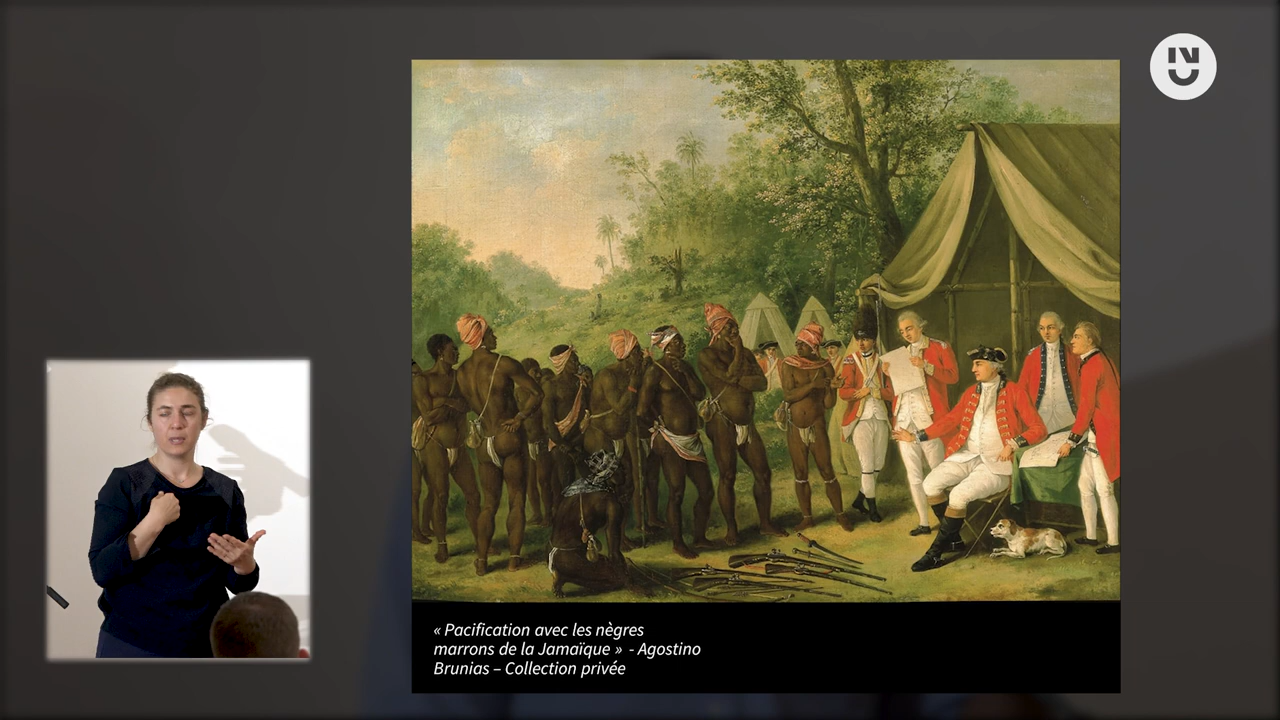 « Pacification avec les nègres
marrons de la Jamaïque » - Agostino
Brunias – Collection privée